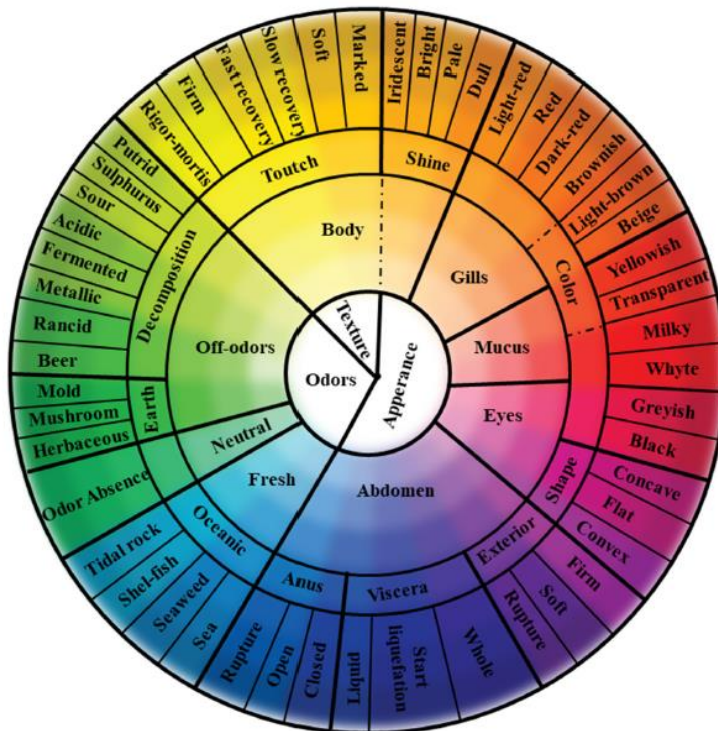 Texture
Apperance
Odors
Body
Gills
Mucus
Eyes
Abdomen
Fresh
Neutral
Off-odors
Toutch
Shine
Color
Shape
Exterior
Viscera
Anus
Oceanic
Earth
Decomposition
Rigor-mortis
Firm
Fast recovery
Slow recovery
Soft
Marked
Iridescent
Bright
Pale
Dull
Light-red
Red
Dark-red
Brownish
Light-brown
Beige
Yellowish
Transparent
Milky
Whyte
Greyish
Black
Concave
Flat
Convex
Firm
Soft
Rupture
Whole
Start
liquefation
Liquid
Closed
Open
Rupture
Sea
Seaweed
Shel-fish
Tidal rock
Odor Absence
Herbaceous
Mushroom
Mold
Beer
Rancid
Metallic
Fermented
Acidic
Sour
Sulphurus
Putrid